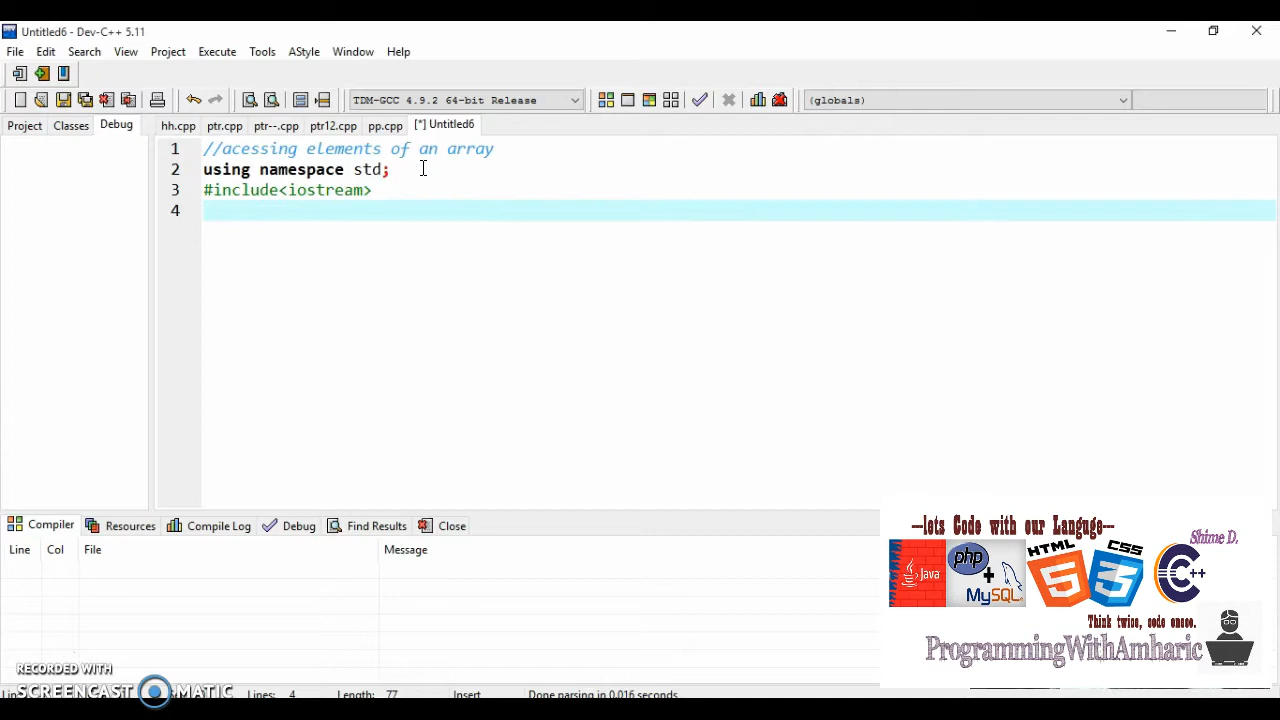 Untitled6 - Dev-C++ 5.11
File Edit Search View Project Execute Tools AStyle Window Help
TDM-GCC 4.9.2 64-bit Release (globals)
Project Classes Debug hh.cpp ptr.cpp ptr--.cpp ptr12.cpp pp.cpp [*] Untitled6
1 //acessing elements of an array
2 using namespace std;
3 #include<iostream>
4
Compiler Resources Compile Log Debug Find Results Close
Line Col File Message
--lets Code with our Languge--
Shime D.
Java php + MySQL HTML 5 CSS 3 C++
Think twice, code onese.
ProgrammingWithAmharic
RECORDED WITH
SCREENCAST MATIC
Lines: 4 Length: 77 Insert Done parsing in 0.016 seconds